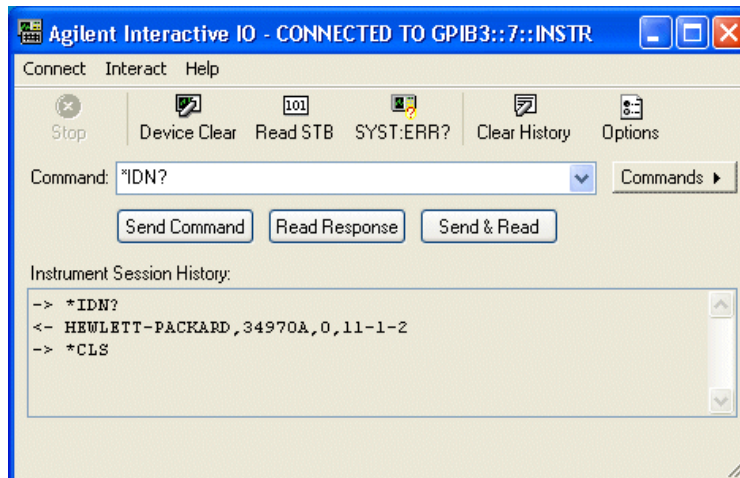 Agilent Interactive IO - CONNECTED TO GPIB3::7::INSTR
Connect Interact Help
101
Stop Device Clear Read STB SYST:ERR? Clear History Options
Command: *IDN? Commands
Send Command Read Response Send & Read
Instrument Session History:
-> *IDN?
<- HEWLETT-PACKARD,34970A,0,11-1-2
-> *CLS